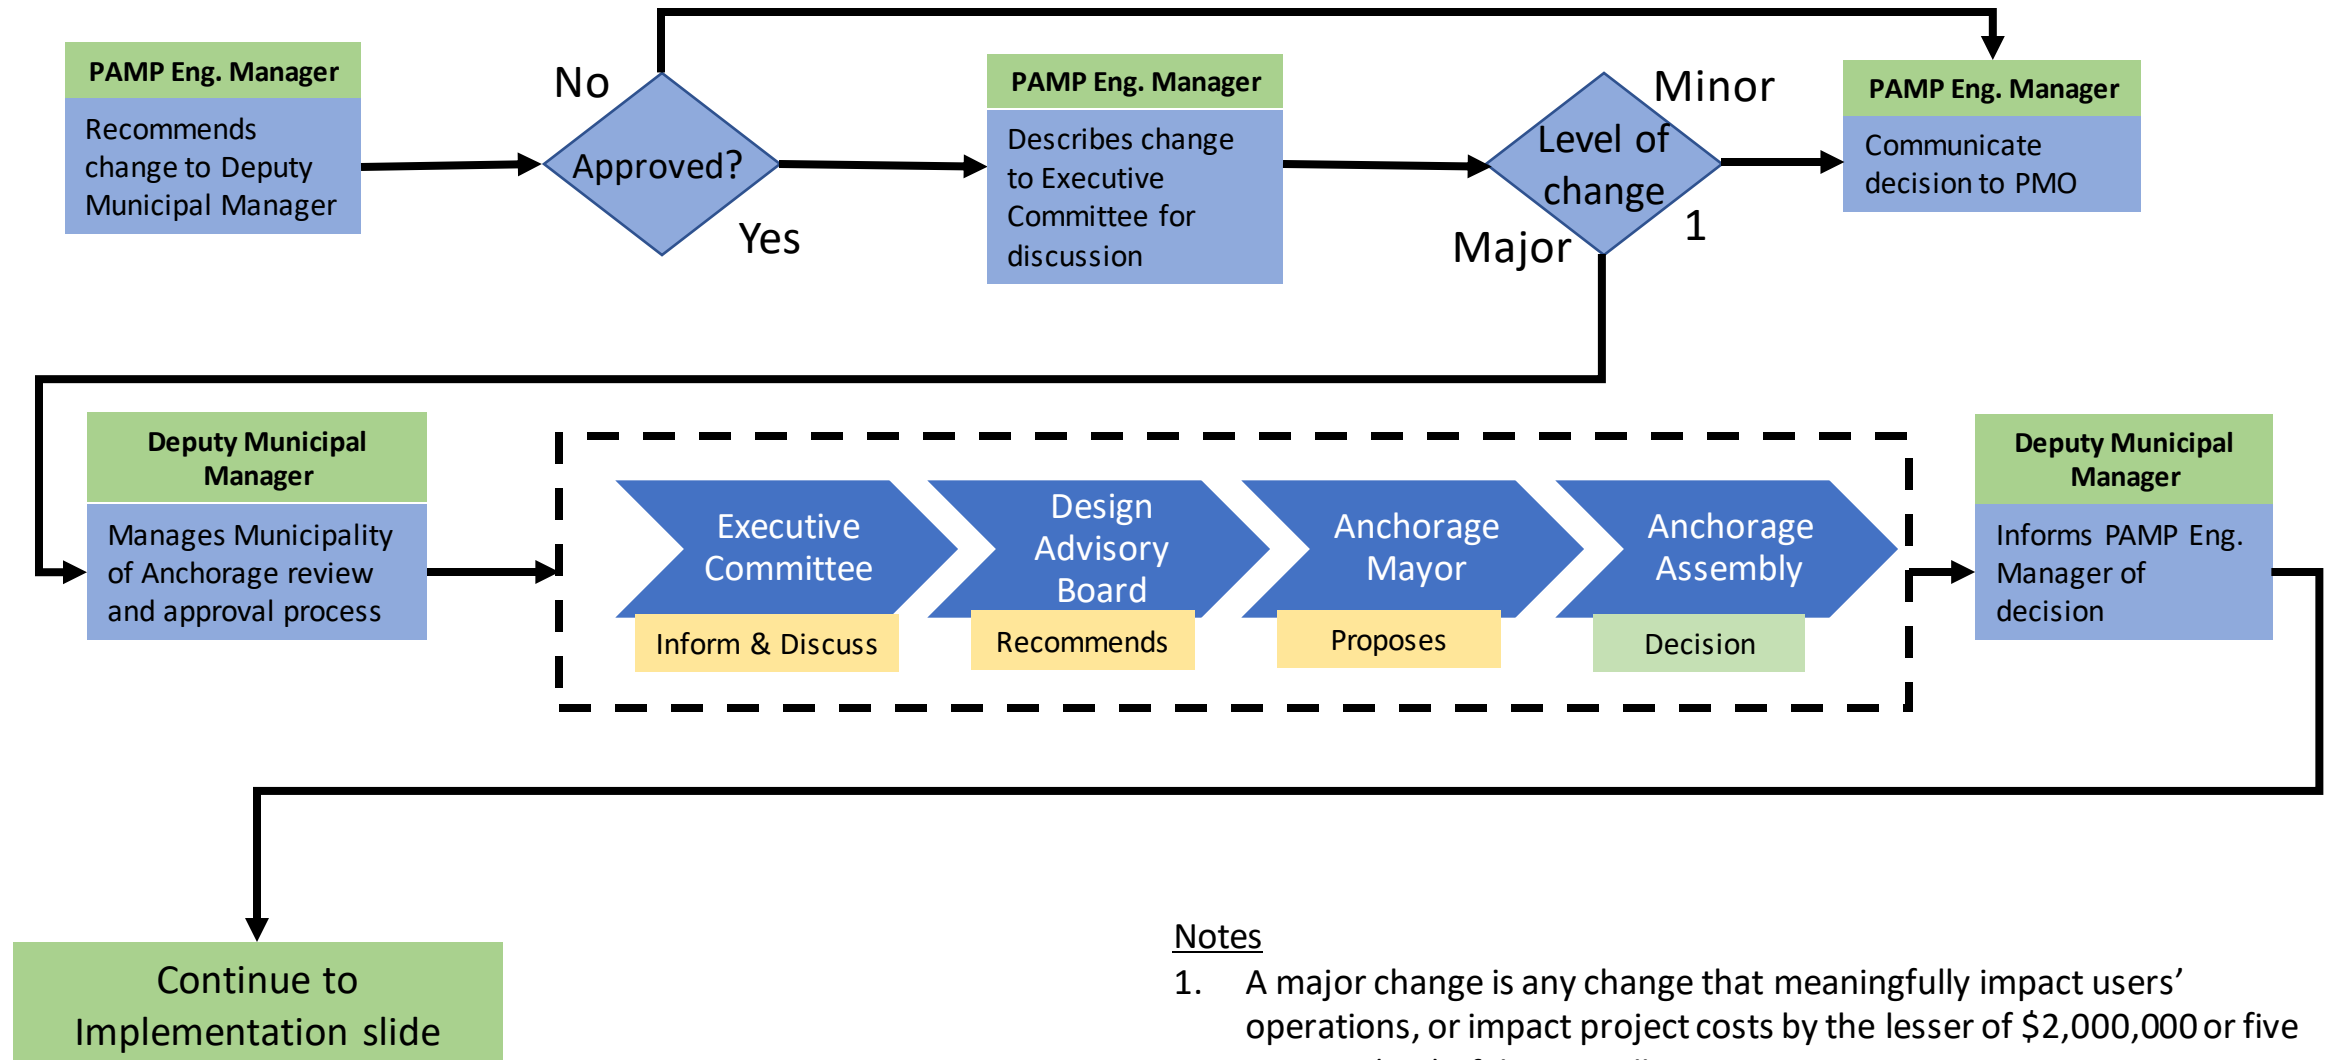 PAMP Eng. Manager
Recommends
change to Deputy
Municipal Manager
No
Approved?
Yes
PAMP Eng. Manager
Describes change
to Executive
Committee for
discussion
Minor
Level of
change
Major
1
PAMP Eng. Manager
Communicate
decision to PMO
Deputy Municipal
Manager
Manages Municipality
of Anchorage review
and approval process
Executive
Committee
Inform & Discuss
Design
Advisory
Board
Recommends
Anchorage
Mayor
Proposes
Anchorage
Assembly
Decision
Deputy Municipal
Manager
Informs PAMP Eng.
Manager of
decision
Continue to
Implementation slide
Notes
1. A major change is any change that meaningfully impact users’
operations, or impact project costs by the lesser of $2,000,000 or five